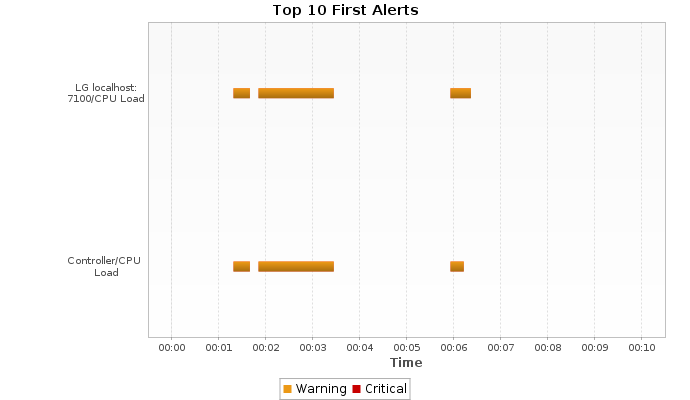 Top 10 First Alerts
LG localhost:
7100/CPU Load
Controller/CPU
Load
00:00 00:01 00:02 00:03 00:04 00:05 00:06 00:07 00:08 00:09 00:10
Time
Warning Critical